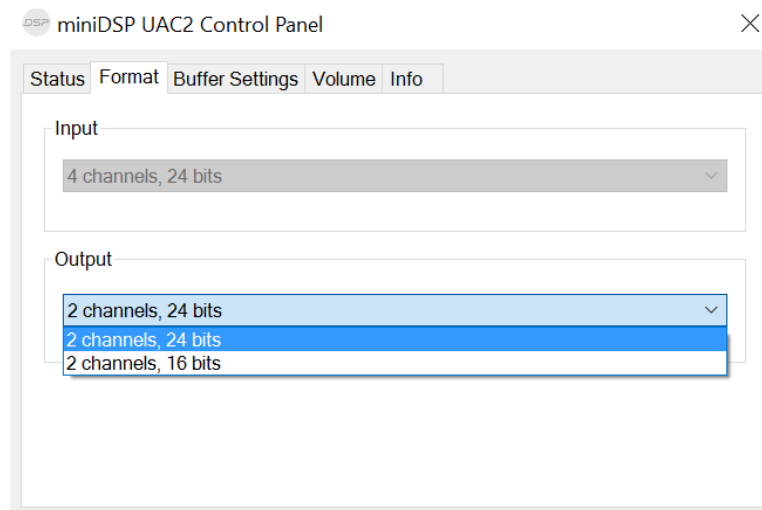 DSP miniDSP UAC2 Control Panel
Status Format Buffer Settings Volume Info
Input
4 channels, 24 bits
Output
2 channels, 24 bits
2 channels, 24 bits
2 channels, 16 bits